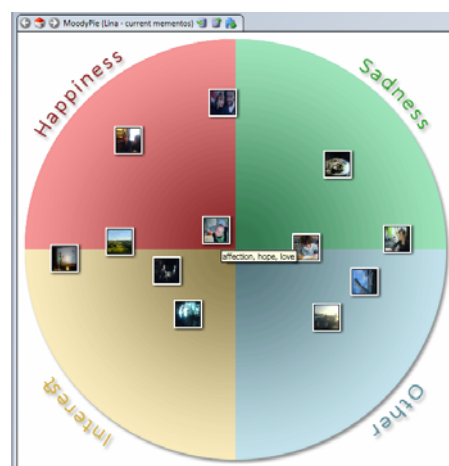 MoodyPie (Lina - current mementos)
Happiness
Sadness
affection, hope, love
Interest
Other